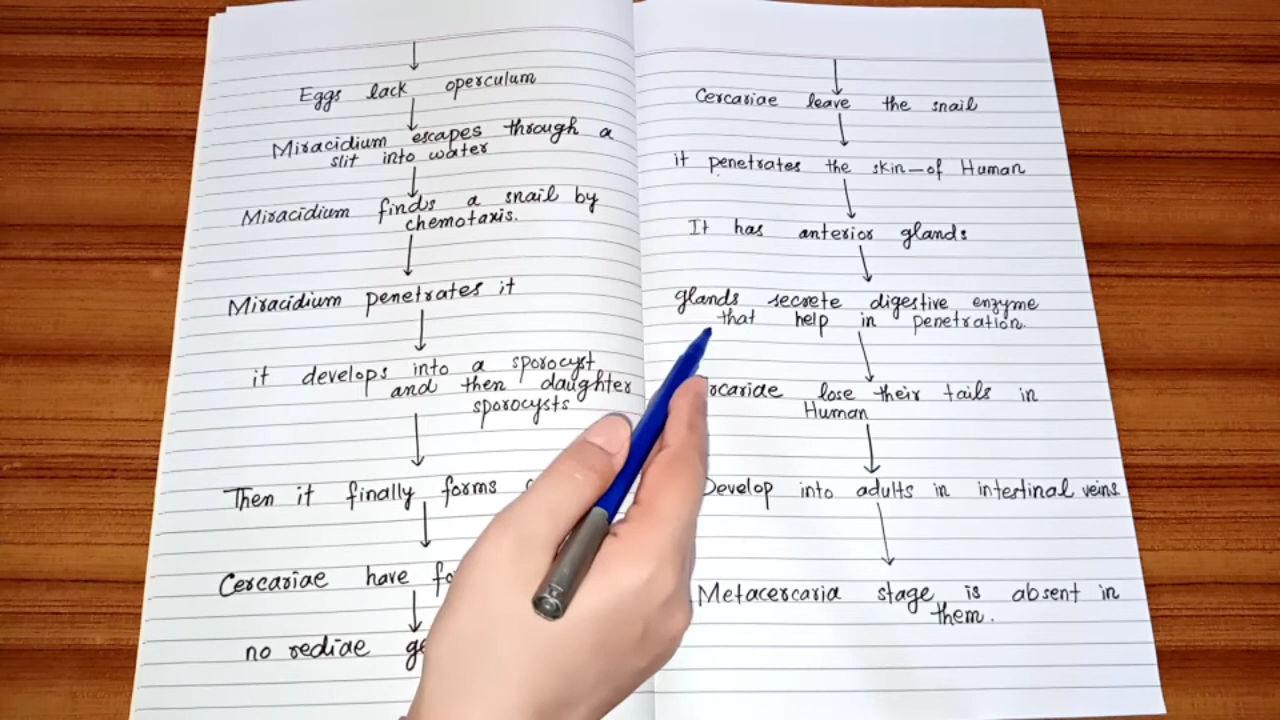 Eggs lack operculum
Miracidium escapes through a
slit into water
Miracidium finds a snail by
chemotaxis.
Miracidium penetrates it
it develops into a sporocyst
and then daughter
sporocysts
Then it finally forms
Cercariae have
no rediae
Cercariae leave the snail
it penetrates the skin—of Human
It has anterior glands
glands secrete digestive enzyme
that help in penetration.
lose their tails in
Human
Develop into adults in intestinal veins
Metacercaria stage is absent in
them.